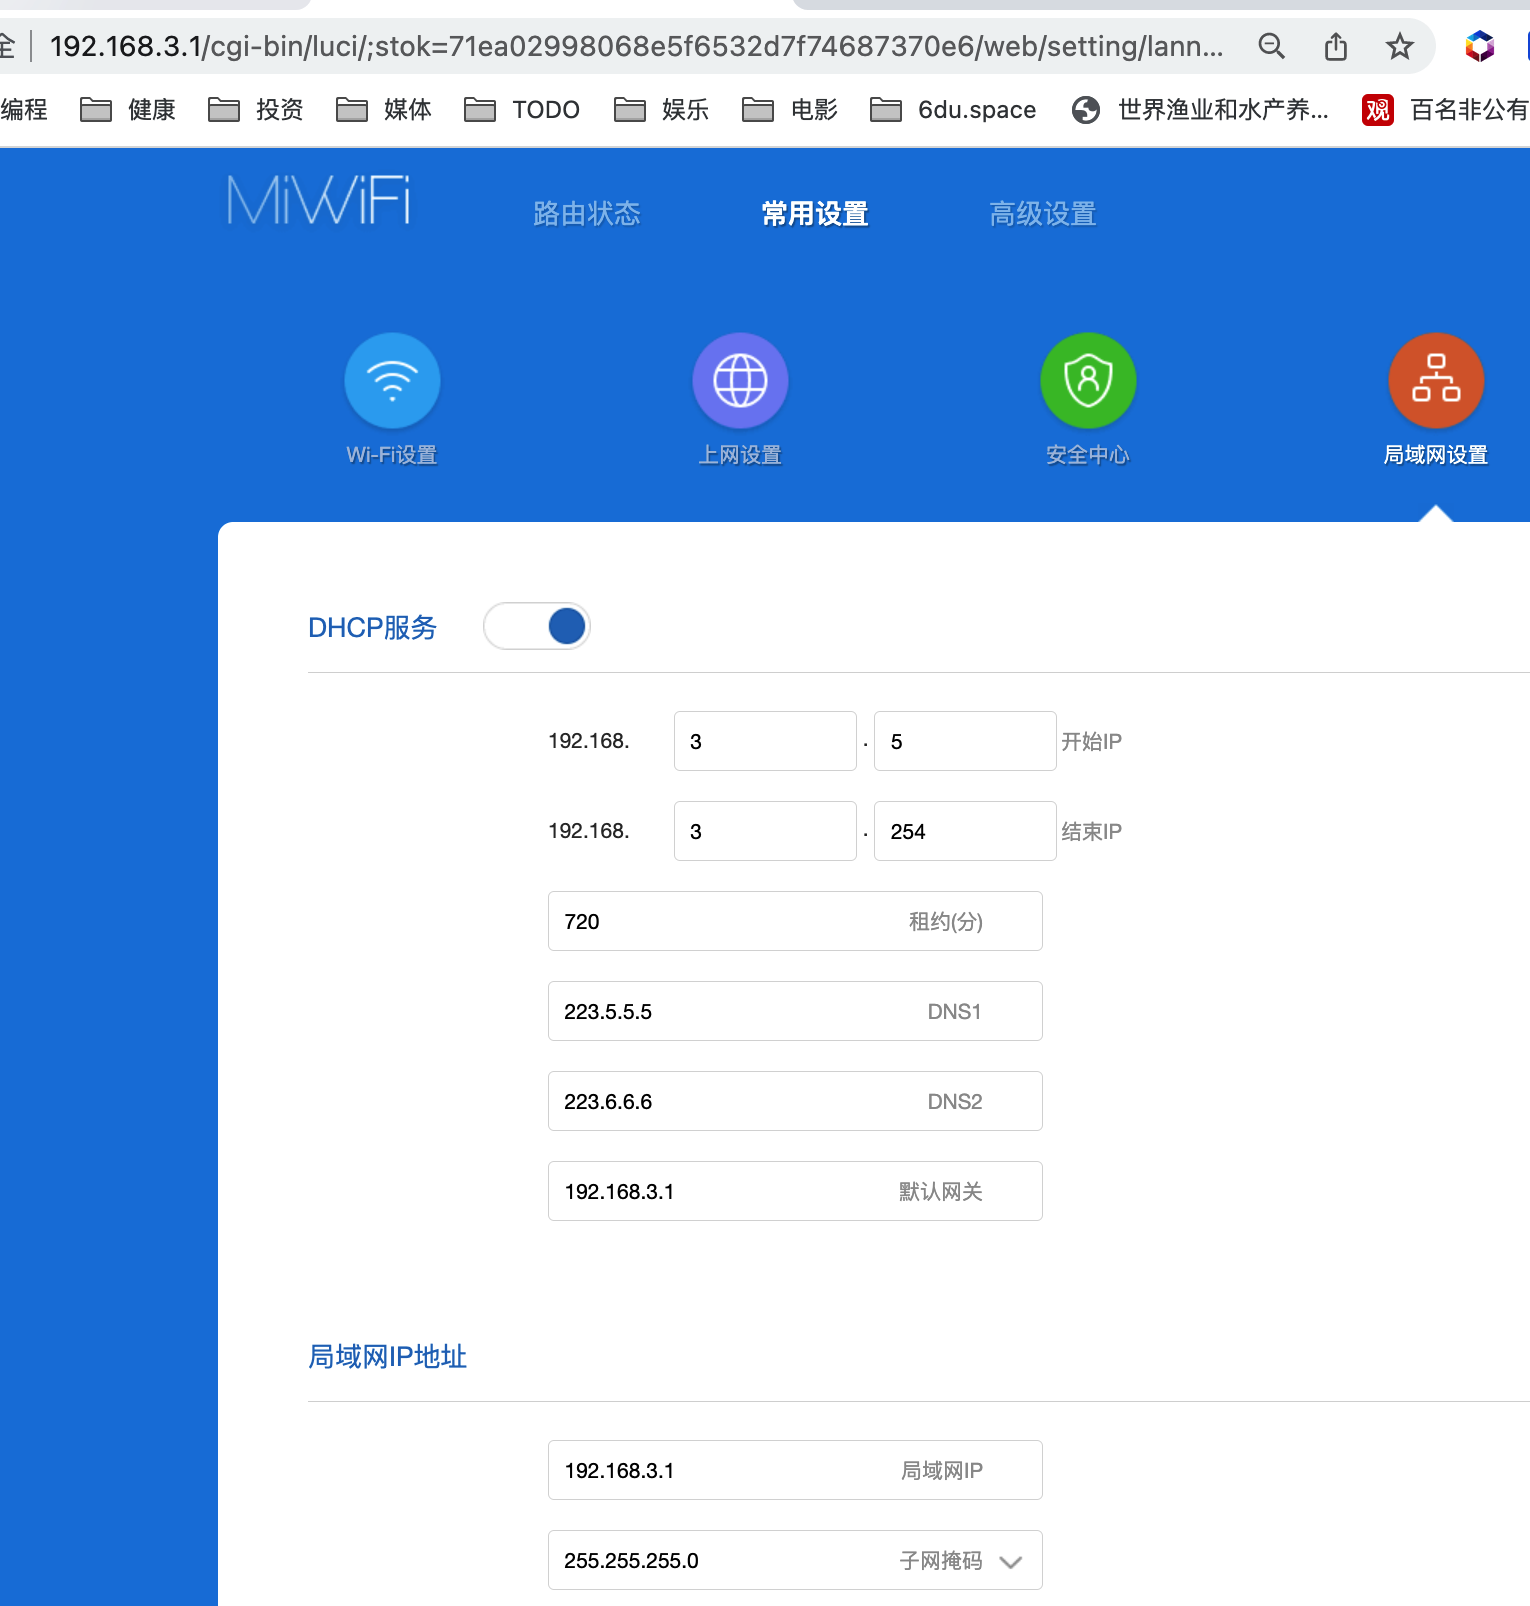 全 192.168.3.1/cgi-bin/luci/;stok=71ea02998068e5f6532d7f74687370e6/web/setting/lann...
编程 健康 投资 媒体 TODO 娱乐 电影 6du.space 世界渔业和水产养... 观 百名非公有
MiWiFi 路由状态 常用设置 高级设置
Wi-Fi设置 上网设置 安全中心 局域网设置
DHCP服务
192.168. 3 . 5 开始IP
192.168. 3 . 254 结束IP
720 租约(分)
223.5.5.5 DNS1
223.6.6.6 DNS2
192.168.3.1 默认网关
局域网IP地址
192.168.3.1 局域网IP
255.255.255.0 子网掩码